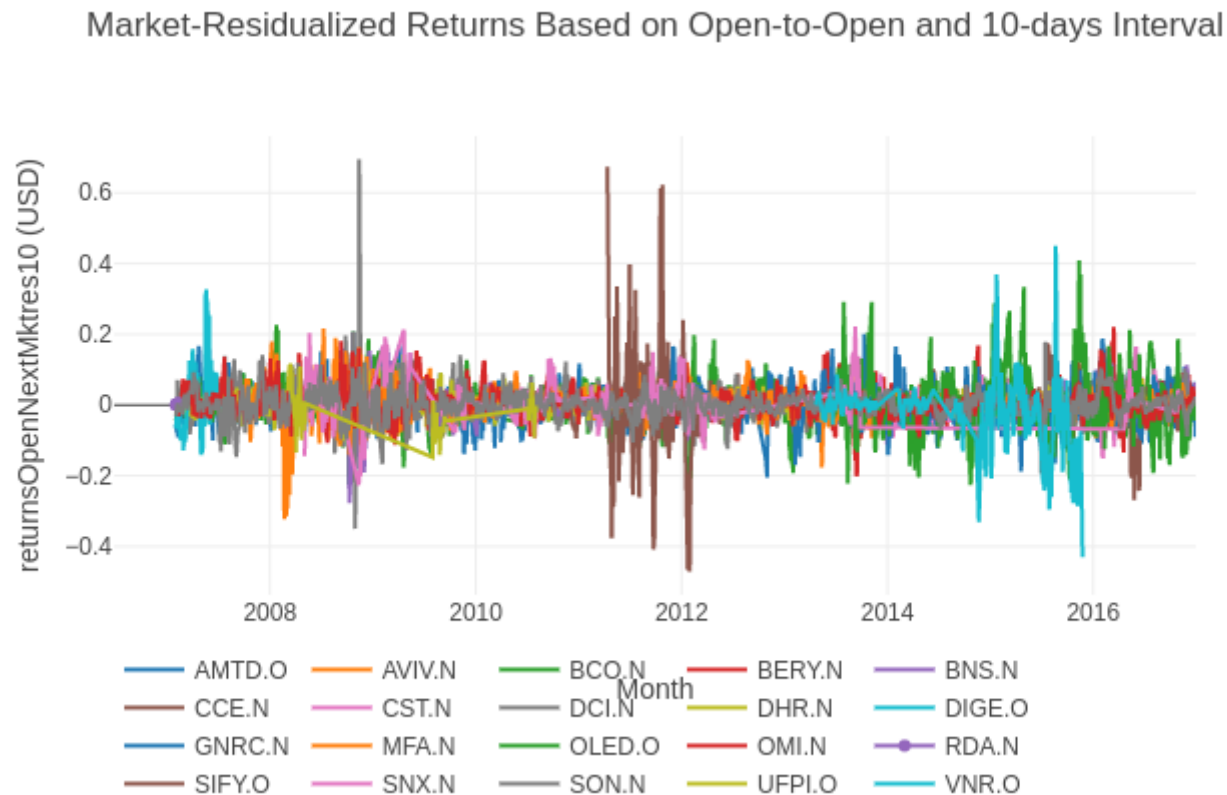 Market-Residualized Returns Based on Open-to-Open and 10-days Interval
returnsOpenNextMktres10 (USD)
0.6
0.4
0.2
0
−0.2
−0.4
2008 2010 2012 2014 2016
Month
AMTD.O AVIV.N BCO.N BERY.N BNS.N
CCE.N CST.N DCI.N DHR.N DIGE.O
GNRC.N MFA.N OLED.O OMI.N RDA.N
SIFY.O SNX.N SON.N UFPI.O VNR.O